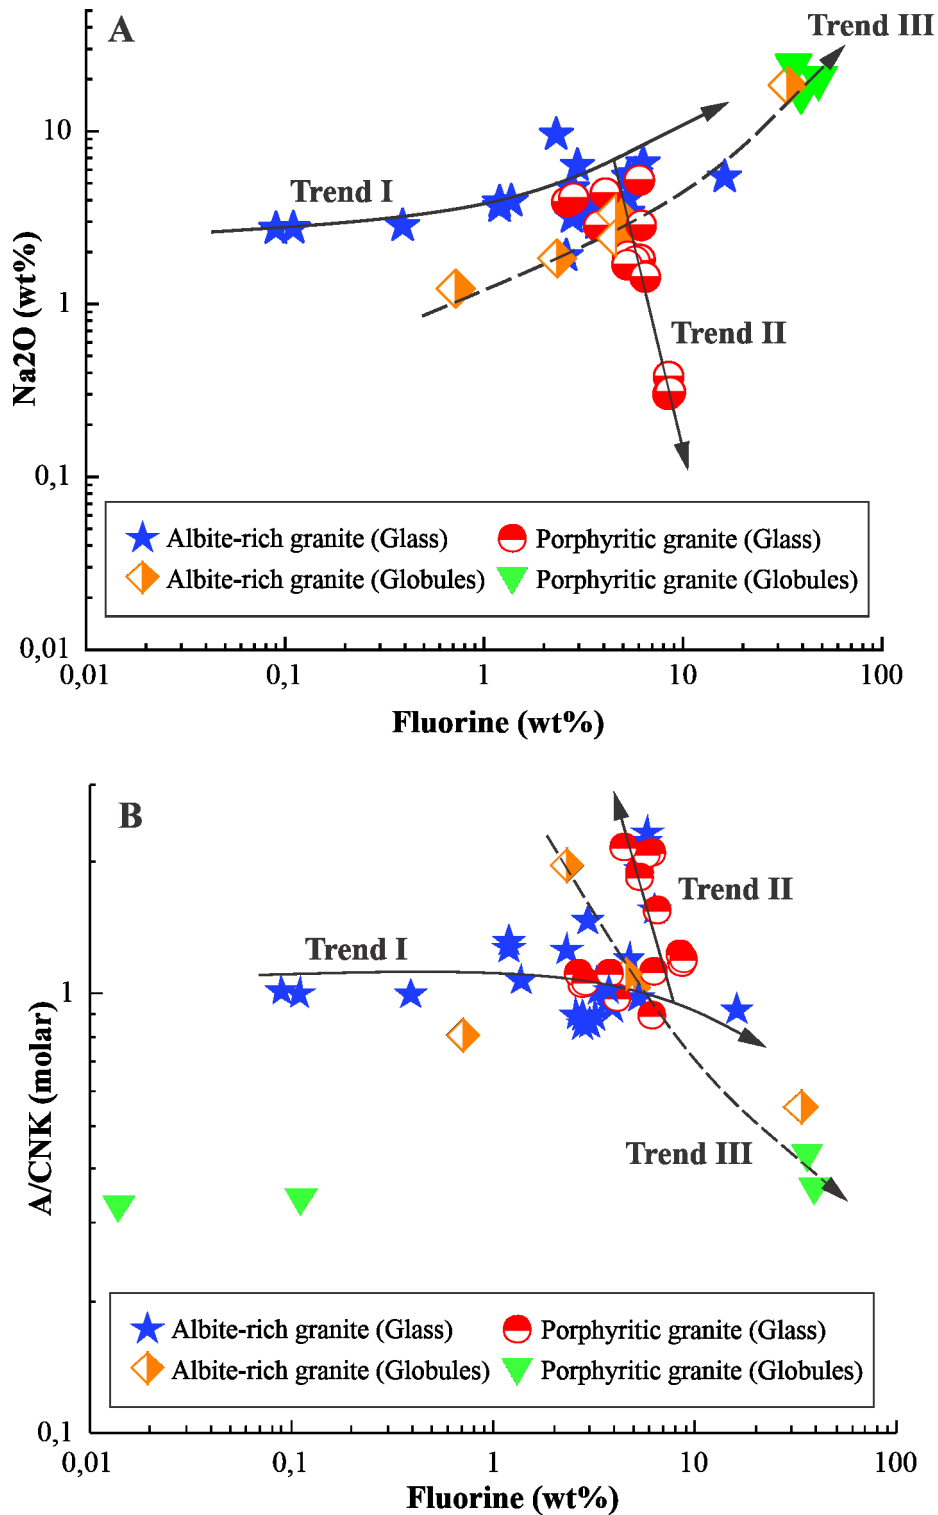 A
Trend III
10
Trend I
1
Trend II
Na2O (wt%)
0,1
Albite-rich granite (Glass) Porphyritic granite (Glass)
Albite-rich granite (Globules) Porphyritic granite (Globules)
0,01
0,01 0,1 1 10 100
Fluorine (wt%)
B
Trend II
Trend I
1
A/CNK (molar)
Trend III
Albite-rich granite (Glass) Porphyritic granite (Glass)
Albite-rich granite (Globules) Porphyritic granite (Globules)
0,1
0,01 0,1 1 10 100
Fluorine (wt%)